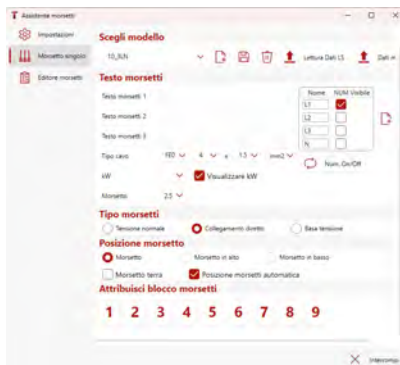 Assistente morsetti
Impostazioni
Morsetto singolo
Editore morsetti
Scegli modello
Lettura Dati LS
Dati in
Testo morsetti
Testo morsetti 1
Testo morsetti 2
Testo morsetti 3
Nome NUM Visibile
L1
L2
L3
N
Tipo cavo FEO 4 x 1.5 mm2
Num. On/Off
kW Visualizzare kW
Morsetto 2.5
Tipo morsetti
Tensione normale Collegamento diretto Bassa tensione
Posizione morsetto
Morsetto Morsetto in alto Morsetto in basso
Morsetto terra Posizione morsetti automatica
Attribuisci blocco morsetti
1 2 3 4 5 6 7 8 9